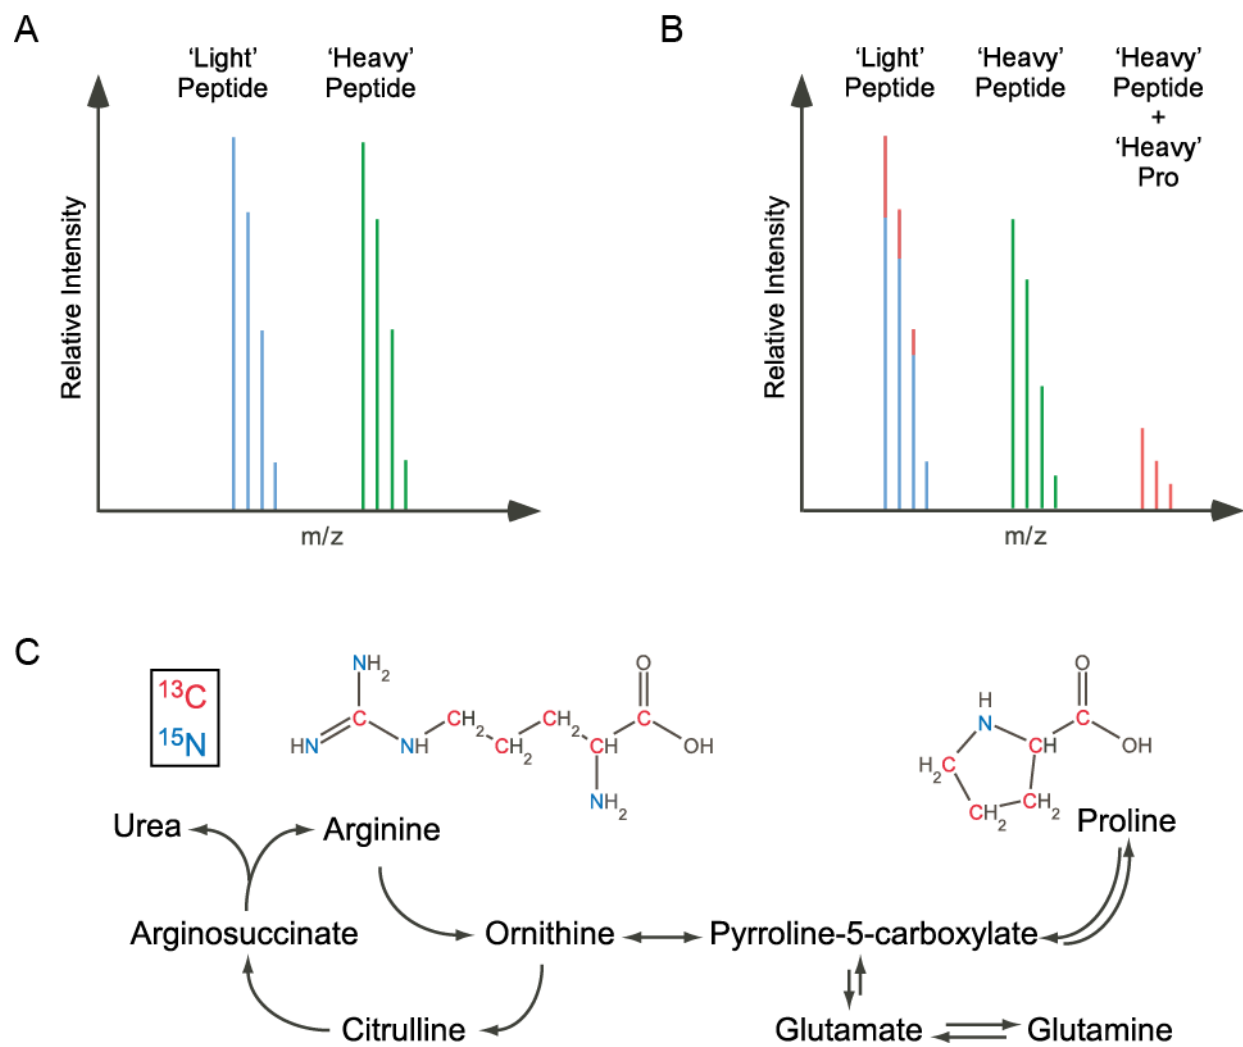 A
‘Light’
Peptide
‘Heavy’
Peptide
Relative Intensity
m/z
B
‘Light’
Peptide
‘Heavy’
Peptide
‘Heavy’
Peptide
+
‘Heavy’
Pro
Relative Intensity
m/z
C
¹³C
¹⁵N
NH₂
HN
C
NH
CH₂
CH₂
CH₂
CH
NH₂
C
O
OH
H
N
H₂C
CH₂
CH₂
CH
C
O
OH
Urea
Arginine
Proline
Arginosuccinate
Ornithine
Pyrroline-5-carboxylate
Citrulline
Glutamate
Glutamine